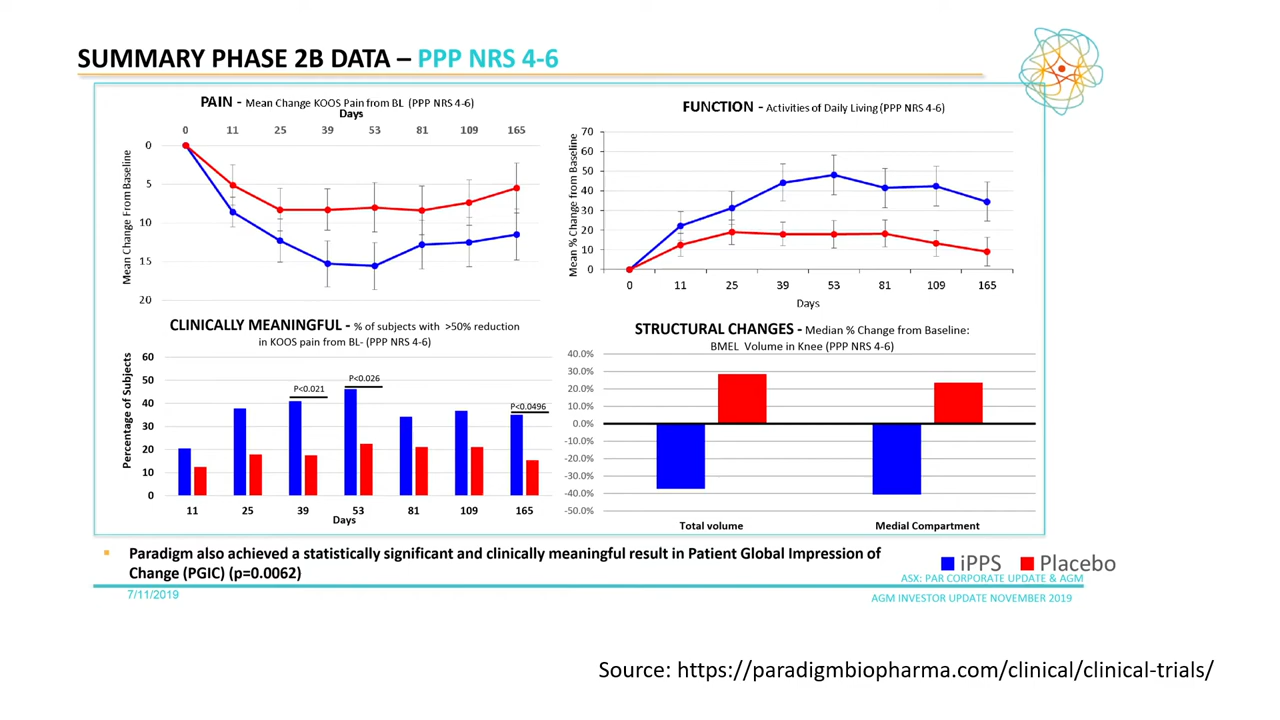 SUMMARY PHASE 2B DATA – PPP NRS 4-6
PAIN - Mean Change KOOS Pain from BL (PPP NRS 4-6)
Days
0 11 25 39 53 81 109 165
Mean Change From Baseline
0
5
10
15
20
FUNCTION - Activities of Daily Living (PPP NRS 4-6)
Mean % Change from Baseline
70
60
50
40
30
20
10
0
0 11 25 39 53 81 109 165
Days
CLINICALLY MEANINGFUL - % of subjects with >50% reduction
in KOOS pain from BL- (PPP NRS 4-6)
Percentage of Subjects
60
50
40
30
20
10
0
P<0.021
P<0.026
P<0.0496
11 25 39 53 81 109 165
Days
STRUCTURAL CHANGES - Median % Change from Baseline:
BMEL Volume in Knee (PPP NRS 4-6)
40.0%
30.0%
20.0%
10.0%
0.0%
-10.0%
-20.0%
-30.0%
-40.0%
-50.0%
Total volume Medial Compartment
▪ Paradigm also achieved a statistically significant and clinically meaningful result in Patient Global Impression of
Change (PGIC) (p=0.0062)
iPPS Placebo
ASX: PAR CORPORATE UPDATE & AGM
7/11/2019
AGM INVESTOR UPDATE NOVEMBER 2019
Source: https://paradigmbiopharma.com/clinical/clinical-trials/